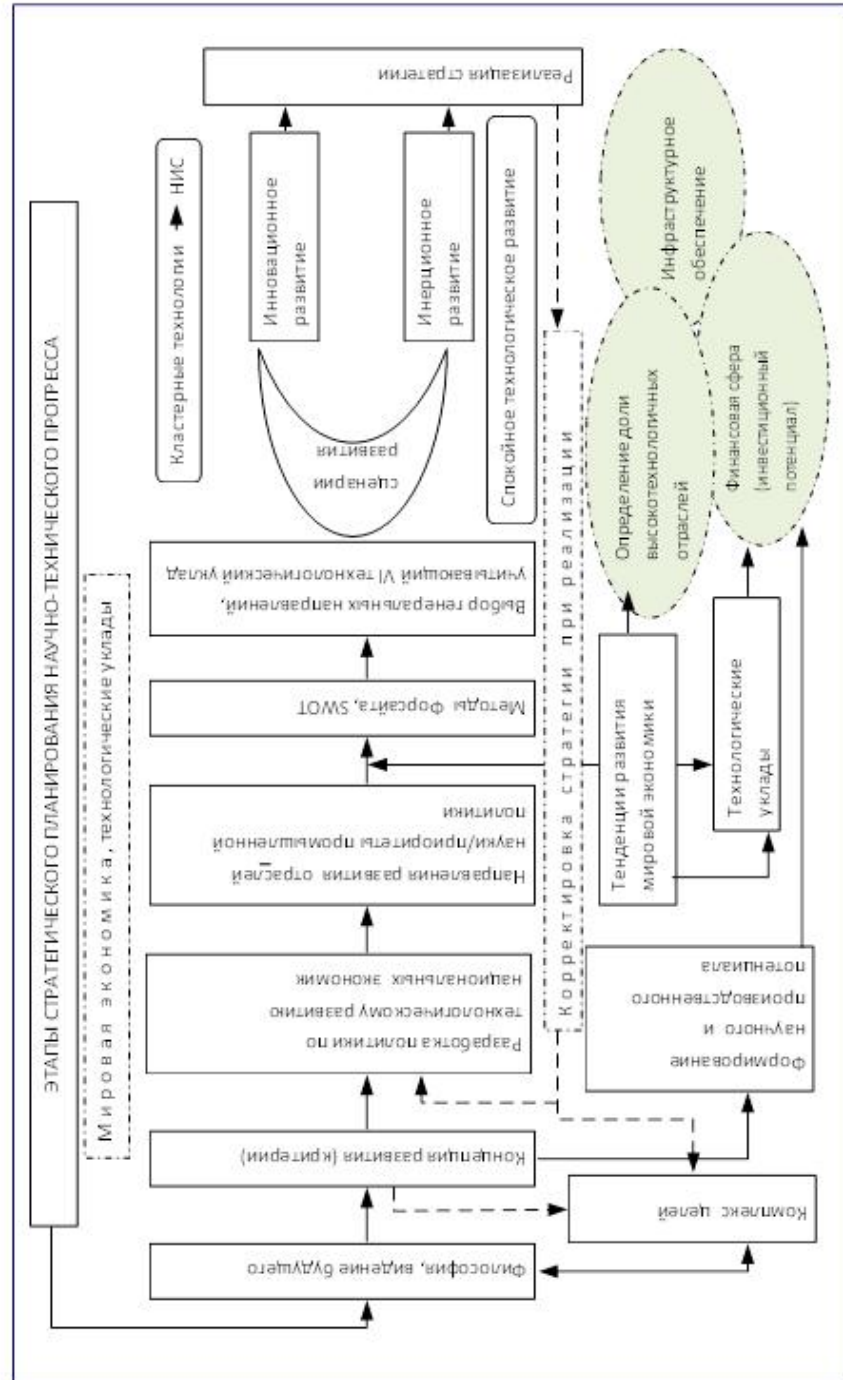 ЭТАПЫ СТРАТЕГИЧЕСКОГО ПЛАНИРОВАНИЯ НАУЧНО-ТЕХНИЧЕСКОГО ПРОГРЕССА
Мировая экономика, технологические уклады
Кластерные технологии
НИС
Философия, видение будущего
Концепция развития (критерии)
Разработка политики по
технологическому развитию
национальных экономик
Направления развития отраслей
науки/приоритеты промышленной
политики
Методы Форсайта, SWOT
Выбор генеральных направлений,
учитывающий VI технологический уклад
сценарии
развития
Инновационное
развитие
Инерционное
развитие
Реализация стратегии
Спокойное технологическое развитие
Корректировка стратегии при реализации
Комплекс целей
Формирование
научного и
производственного
потенциала
Тенденции развития
мировой экономики
Технологические
уклады
Определение доли
высокотехнологичных
отраслей
Финансовая сфера
(инвестиционный
потенциал)
Инфраструктурное
обеспечение